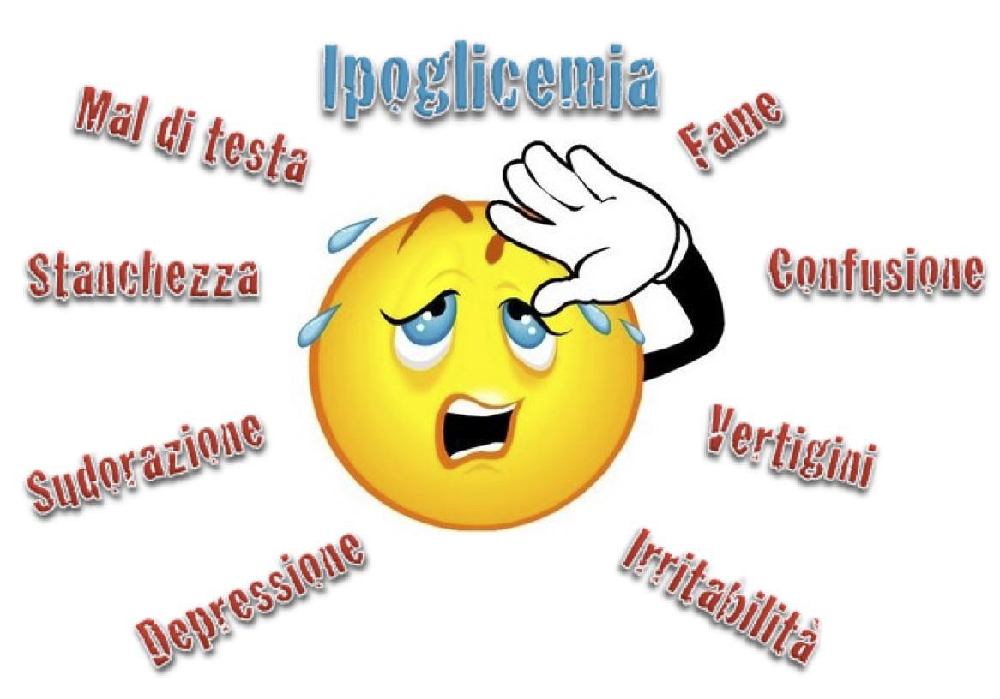 Ipoglicemia
Mal di testa
Fame
Stanchezza
Confusione
Sudorazione
Vertigini
Depressione
Irritabilità